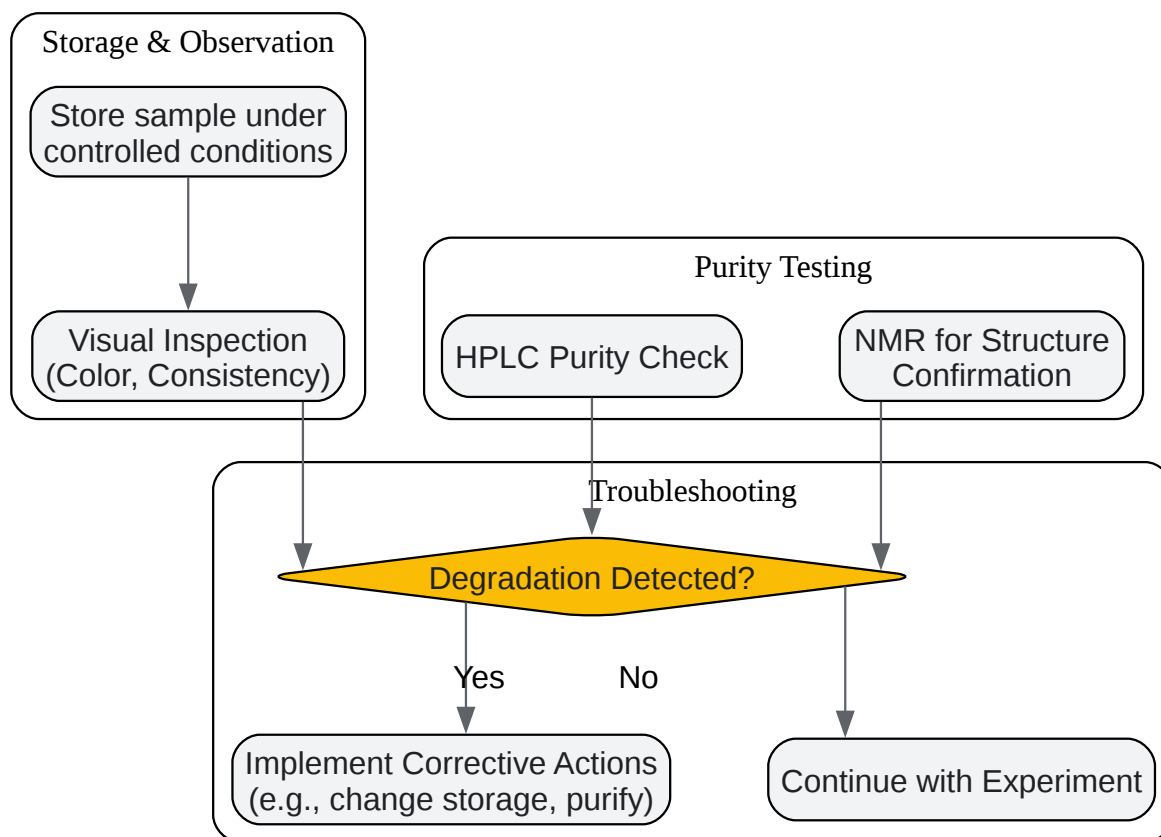 Storage & Observation
Store sample under
controlled conditions
Visual Inspection
(Color, Consistency)
Purity Testing
HPLC Purity Check
NMR for Structure
Confirmation
Troubleshooting
Degradation Detected?
Yes
No
Implement Corrective Actions
(e.g., change storage, purify)
Continue with Experiment